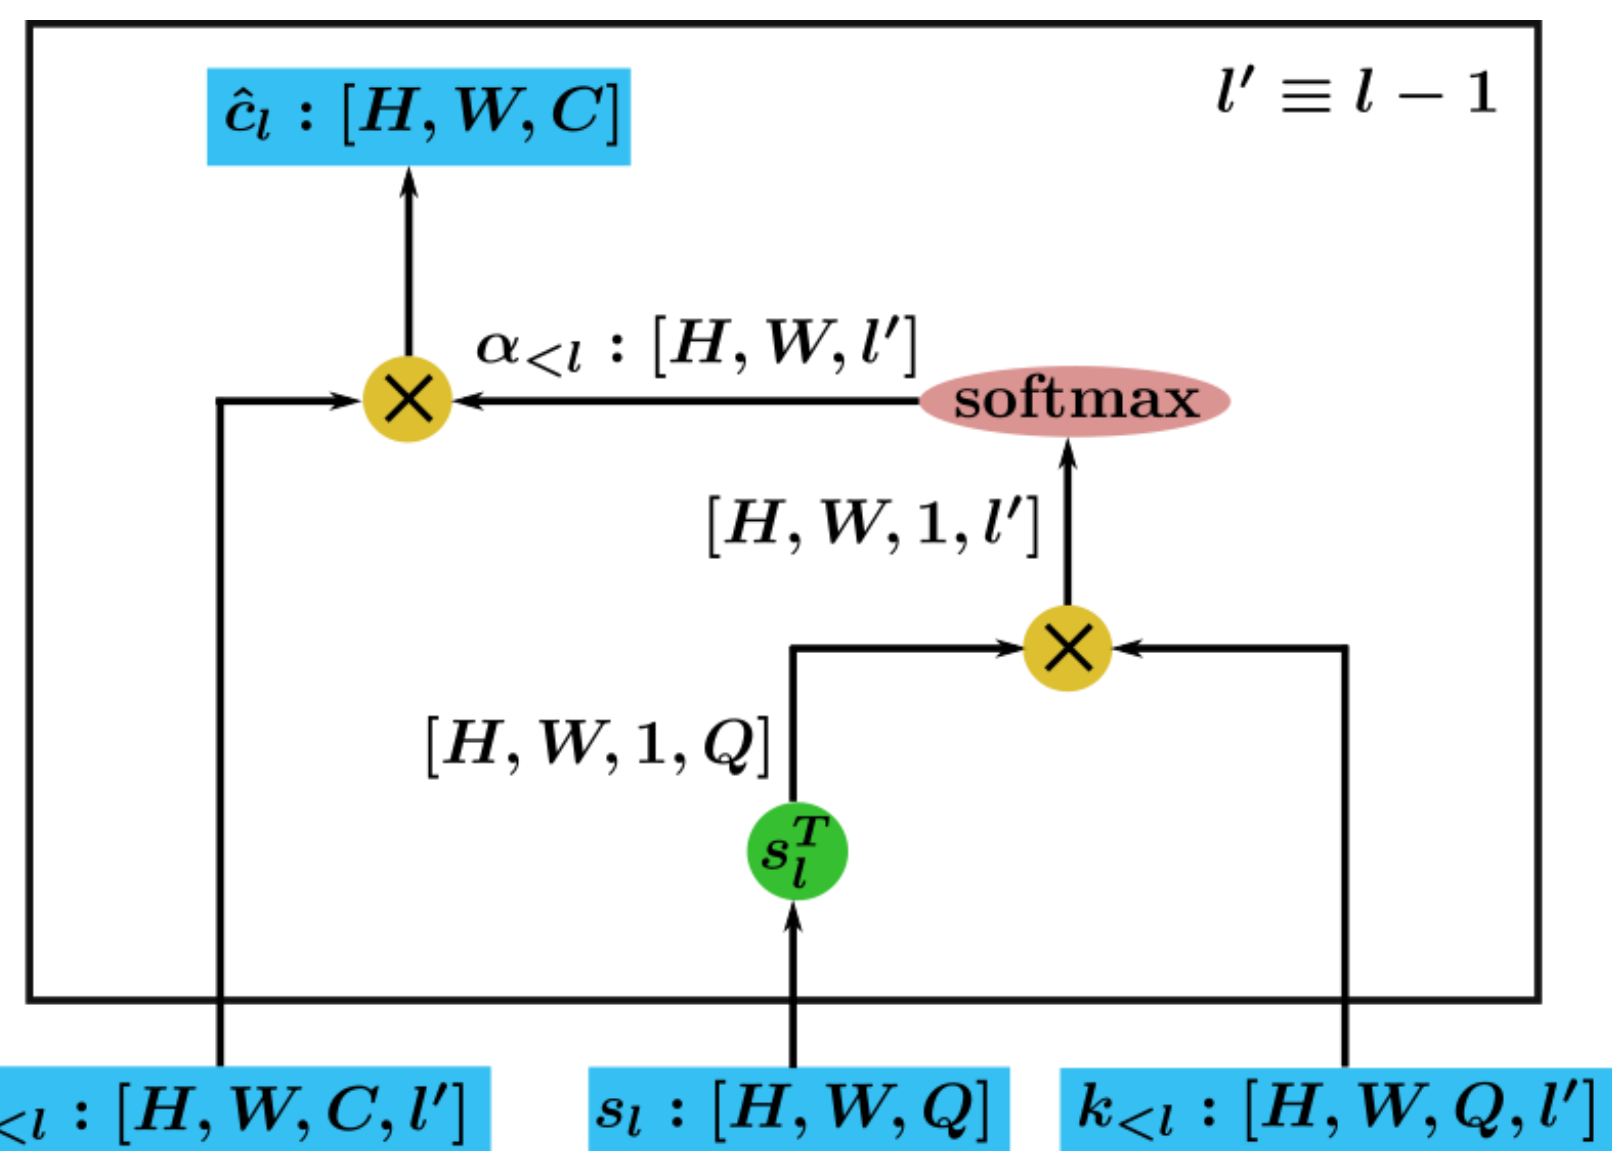 l′ ≡ l − 1
ĉ_l : [H, W, C]
α_{<l} : [H, W, l′]
softmax
[H, W, 1, l′]
[H, W, 1, Q]
s_l^T
_{<l} : [H, W, C, l′]
s_l : [H, W, Q]
k_{<l} : [H, W, Q, l′]